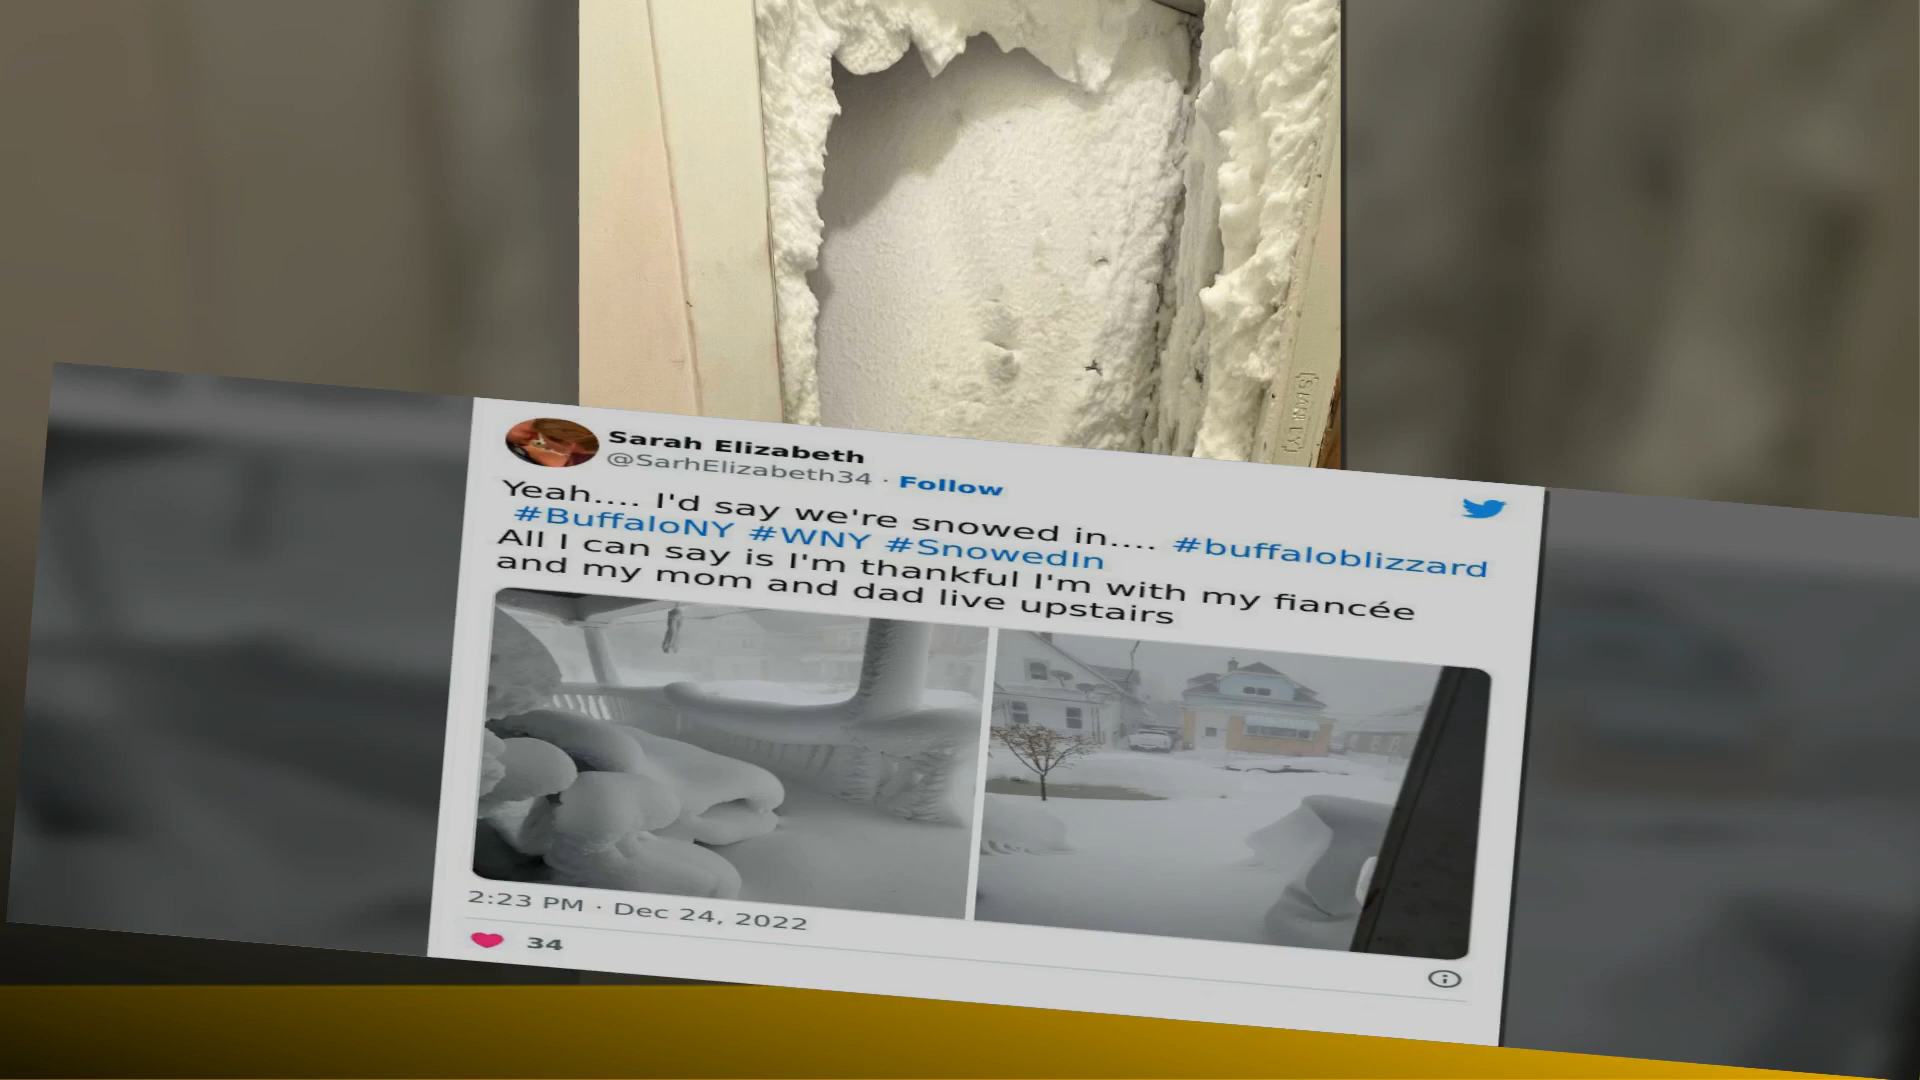 Sarah Elizabeth
@SarhElizabeth34 · Follow
Yeah.... I'd say we're snowed in.... #buffaloblizzard
#BuffaloNY #WNY #SnowedIn
All I can say is I'm thankful I'm with my fiancée
and my mom and dad live upstairs
2:23 PM · Dec 24, 2022
34